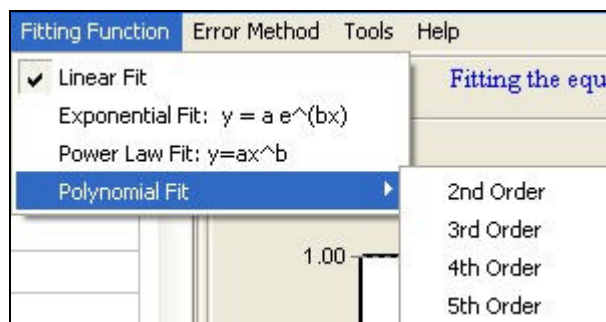 Fitting Function Error Method Tools Help
Linear Fit
Exponential Fit: y = a e^(bx)
Power Law Fit: y=ax^b
Polynomial Fit
Fitting the equ
2nd Order
3rd Order
4th Order
5th Order
1.00